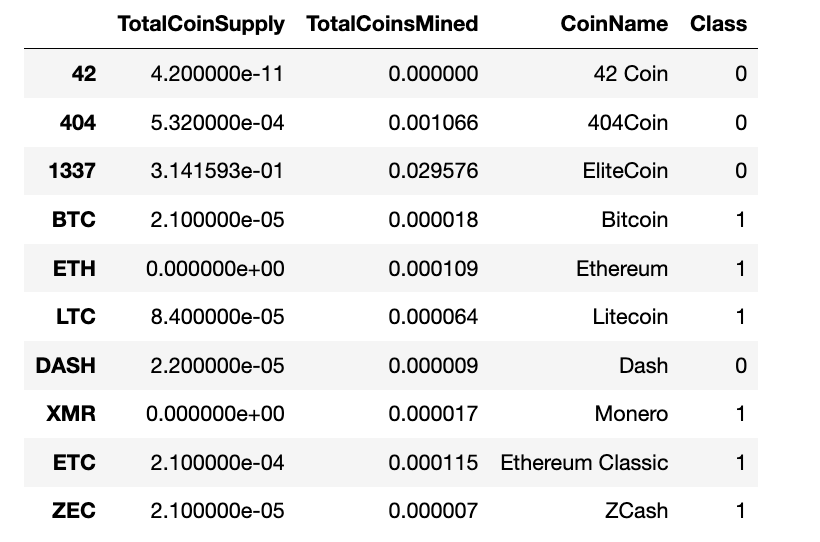 TotalCoinSupply TotalCoinsMined CoinName Class
42 4.200000e-11 0.000000 42 Coin 0
404 5.320000e-04 0.001066 404Coin 0
1337 3.141593e-01 0.029576 EliteCoin 0
BTC 2.100000e-05 0.000018 Bitcoin 1
ETH 0.000000e+00 0.000109 Ethereum 1
LTC 8.400000e-05 0.000064 Litecoin 1
DASH 2.200000e-05 0.000009 Dash 0
XMR 0.000000e+00 0.000017 Monero 1
ETC 2.100000e-04 0.000115 Ethereum Classic 1
ZEC 2.100000e-05 0.000007 ZCash 1